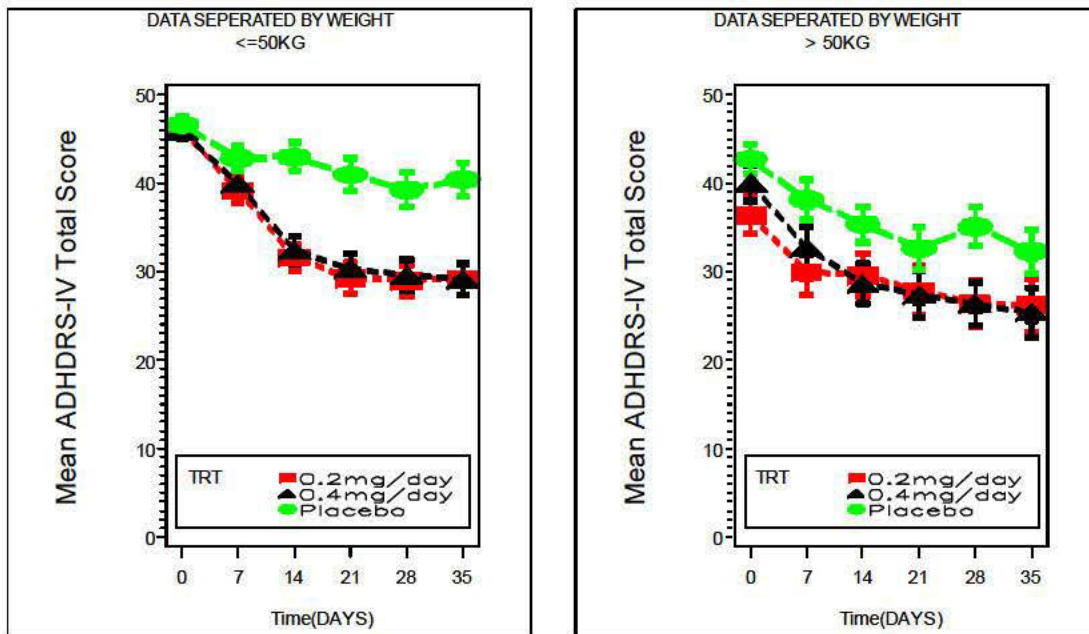 DATA SEPERATED BY WEIGHT
<=50KG
Mean ADHDRS-IV Total Score
50
40
30
20
10
0
TRT
0.2mg/day
0.4mg/day
Placebo
0 7 14 21 28 35
Time(DAYS)
DATA SEPERATED BY WEIGHT
> 50KG
Mean ADHDRS-IV Total Score
50
40
30
20
10
0
TRT
0.2mg/day
0.4mg/day
Placebo
0 7 14 21 28 35
Time(DAYS)